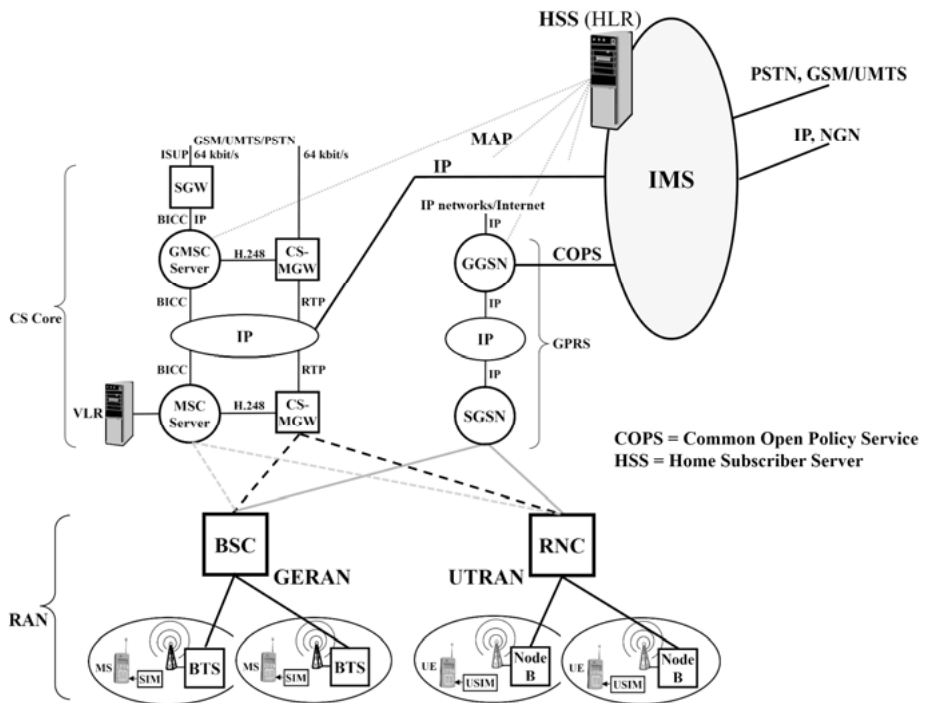 HSS (HLR)
PSTN, GSM/UMTS
MAP
IP, NGN
GSM/UMTS/PSTN
ISUP
64 kbit/s
64 kbit/s
IP
IMS
SGW
IP networks/Internet
BICC
IP
IP
GMSC
Server
H.248
CS-
MGW
GGSN
COPS
BICC
RTP
IP
CS Core
IP
IP
GPRS
BICC
RTP
IP
VLR
MSC
Server
H.248
CS-
MGW
SGSN
COPS = Common Open Policy Service
HSS = Home Subscriber Server
BSC
RNC
GERAN
UTRAN
RAN
MS
SIM
BTS
MS
SIM
BTS
UE
USIM
Node
B
UE
USIM
Node
B